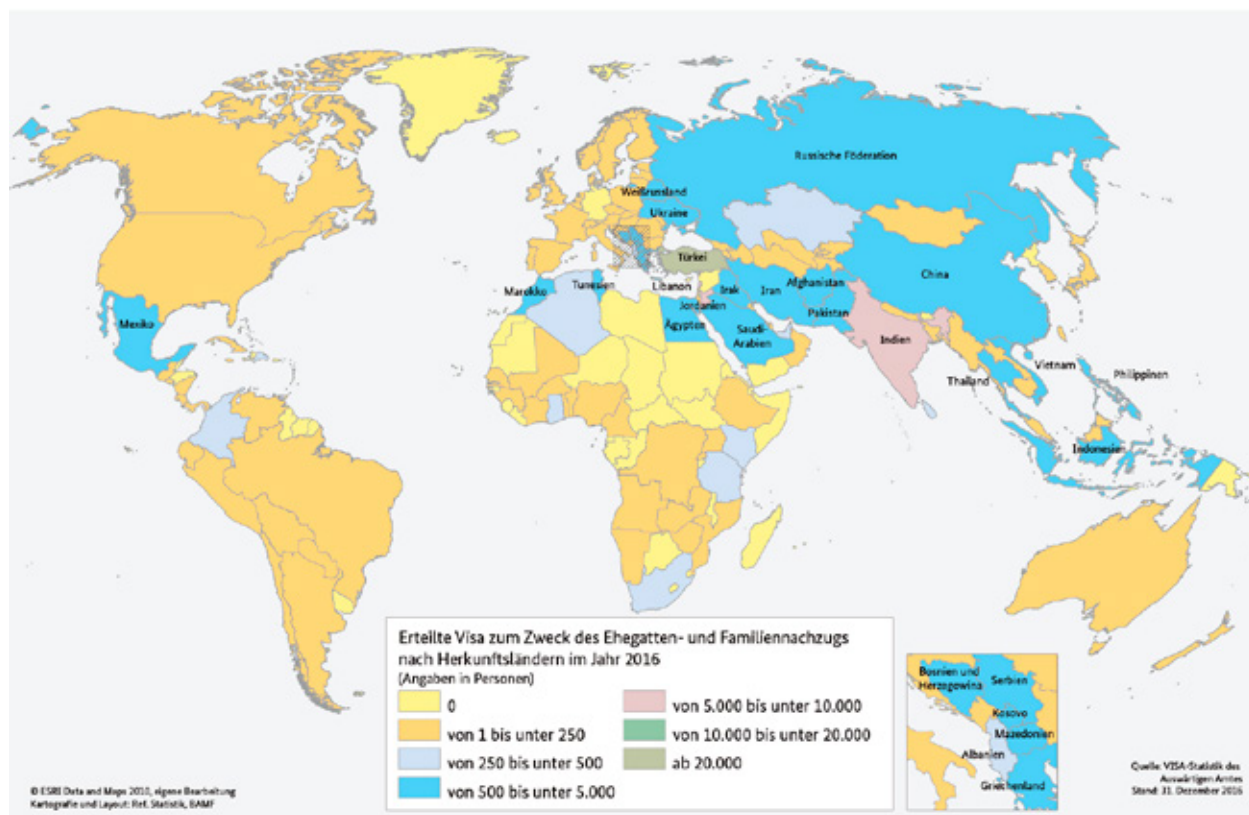 Russische Föderation
Weißrussland
Ukraine
Türkei
China
Tunesien
Marokko
Libanon
Irak
Iran
Afghanistan
Jordanien
Pakistan
Ägypten
Mexiko
Saudi-
Arabien
Indien
Vietnam
Thailand
Philippinen
Indonesien
Erteilte Visa zum Zweck des Ehegatten- und Familiennachzugs
nach Herkunftsländern im Jahr 2016
(Angaben in Personen)
0
von 1 bis unter 250
von 250 bis unter 500
von 500 bis unter 5.000
von 5.000 bis unter 10.000
von 10.000 bis unter 20.000
ab 20.000
Bosnien und
Herzegowina
Serbien
Kosovo
Mazedonien
Albanien
Griechenland
© ESRI Data and Maps 2010, eigene Bearbeitung
Kartografie und Layout: Ref. Statistik, BAMF
Quelle: VISA-Statistik des
Auswärtigen Amtes
Stand: 31. Dezember 2016